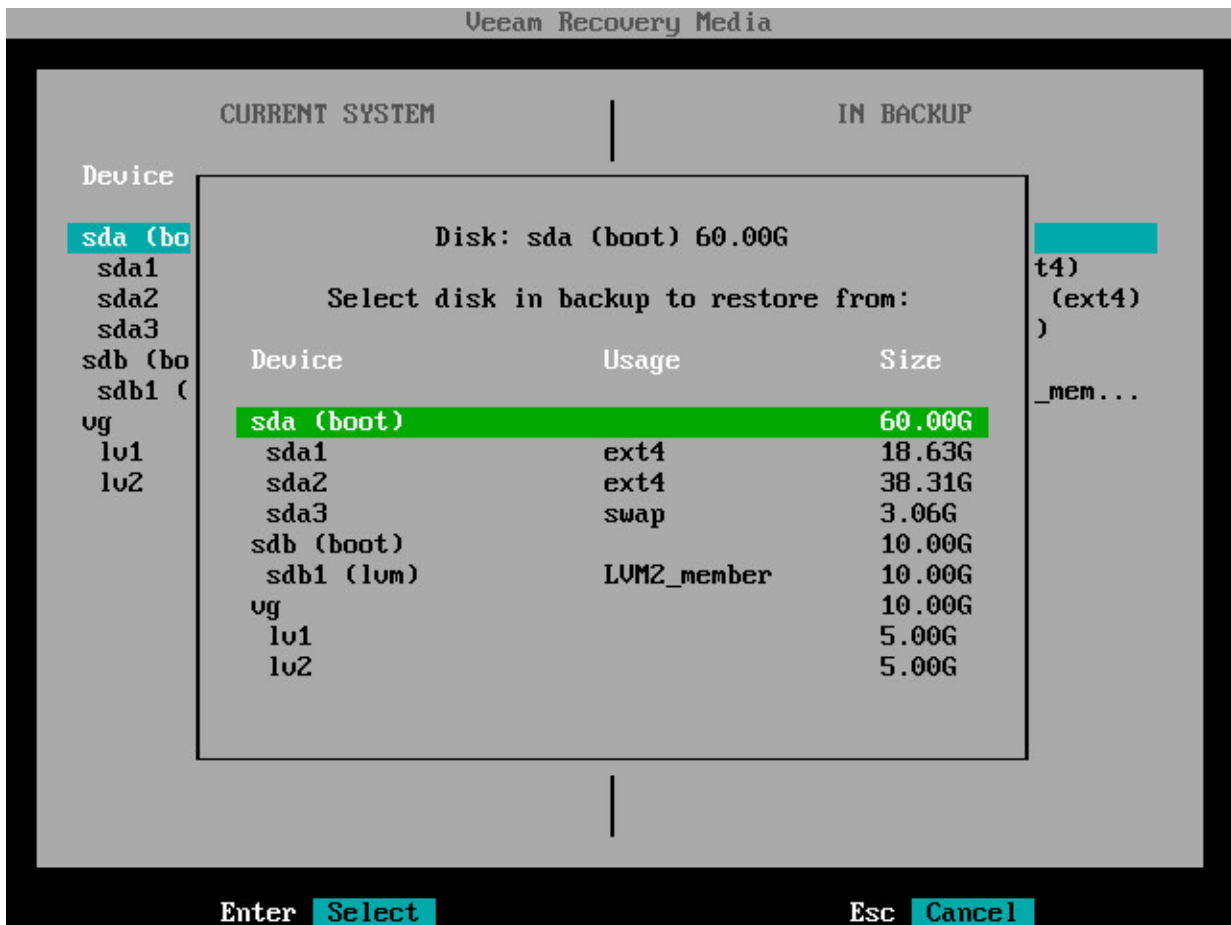 Veeam Recovery Media
CURRENT SYSTEM IN BACKUP
Device
sda (bo Disk: sda (boot) 60.00G
sda1 t4)
sda2 Select disk in backup to restore from: (ext4)
sda3 )
sdb (bo Device Usage Size
sdb1 ( _mem...
vg sda (boot) 60.00G
lv1 sda1 ext4 18.63G
lv2 sda2 ext4 38.31G
sda3 swap 3.06G
sdb (boot) 10.00G
sdb1 (lvm) LVM2_member 10.00G
vg 10.00G
lv1 5.00G
lv2 5.00G
Enter Select Esc Cancel